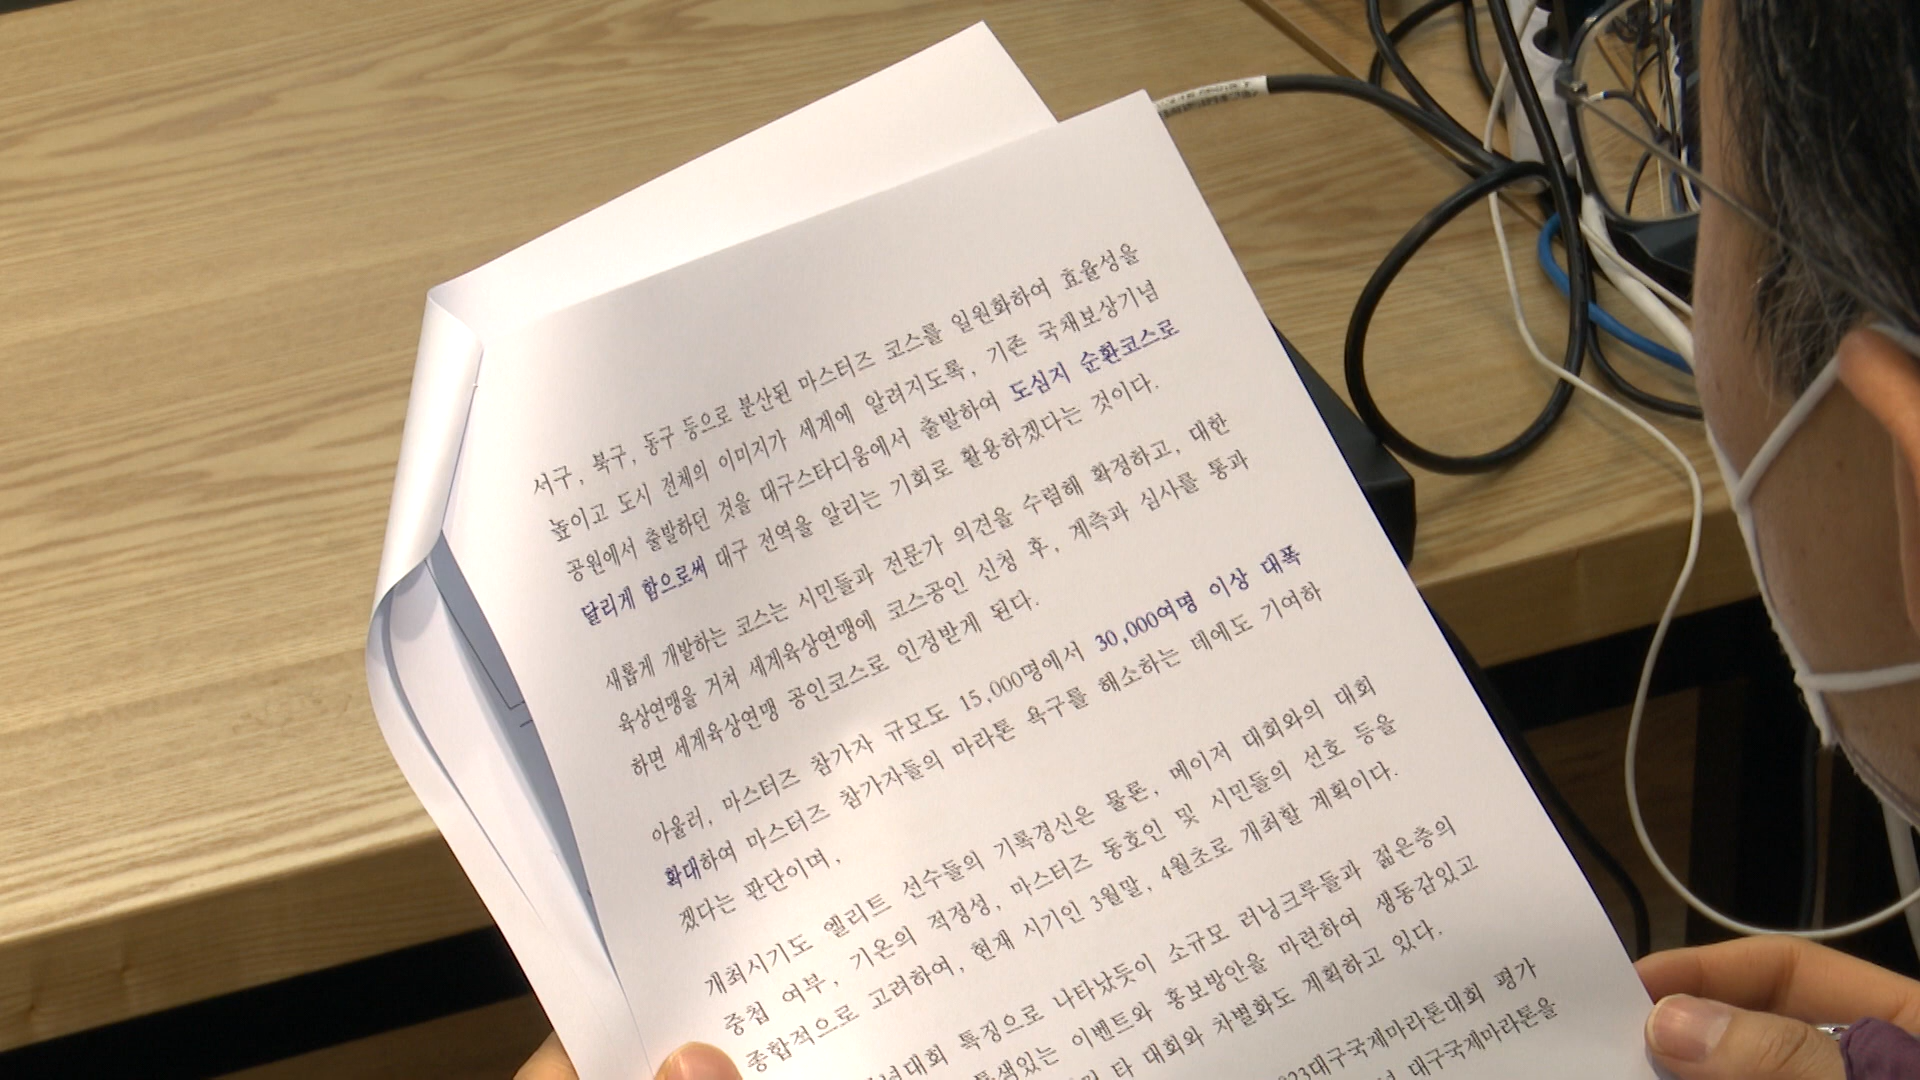 서구, 북구, 동구 등으로 분산된 마스터즈 코스를 일원화하여 효율성을
높이고 도시 전체의 이미지가 세계에 알려지도록, 기존 국채보상기념
공원에서 출발하던 것을 대구스타디움에서 출발하여 도심지 순환코스로
달리게 함으로써 대구 전역을 알리는 기회로 활용하겠다는 것이다.
새롭게 개발하는 코스는 시민들과 전문가 의견을 수렴해 확정하고, 대한
육상연맹을 거쳐 세계육상연맹에 코스공인 신청 후, 계측과 심사를 통과
하면 세계육상연맹 공인코스로 인정받게 된다.
아울러, 마스터즈 참가자 규모도 15,000명에서 30,000여명 이상 대폭
확대하여 마스터즈 참가자들의 마라톤 욕구를 해소하는 데에도 기여하
겠다는 판단이며,
개최시기도 엘리트 선수들의 기록경신은 물론, 메이저 대회와의 대회
중첩 여부, 기온의 적정성, 마스터즈 동호인 및 시민들의 선호 등을
종합적으로 고려하여, 현재 시기인 3월말, 4월초로 개최할 계획이다.
특징으로 나타났듯이 소규모 러닝크루들과 젊은층의
이벤트와 홍보방안을 마련하여 생동감있고
타 대회와 차별화도 계획하고 있다.
대구국제마라톤대회 평가
대구국제마라톤을